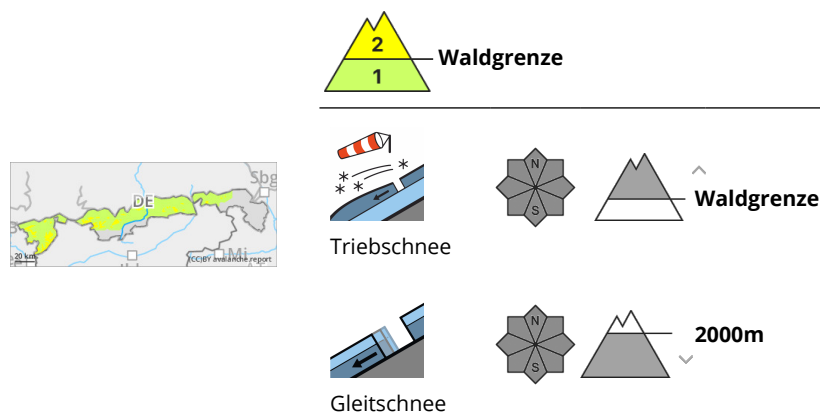 2
Waldgrenze
1
N
S
Waldgrenze
Triebschnee
Sbg
DE
20 km
Mi
(CC)BY avalanche.report
N
S
2000m
Gleitschnee